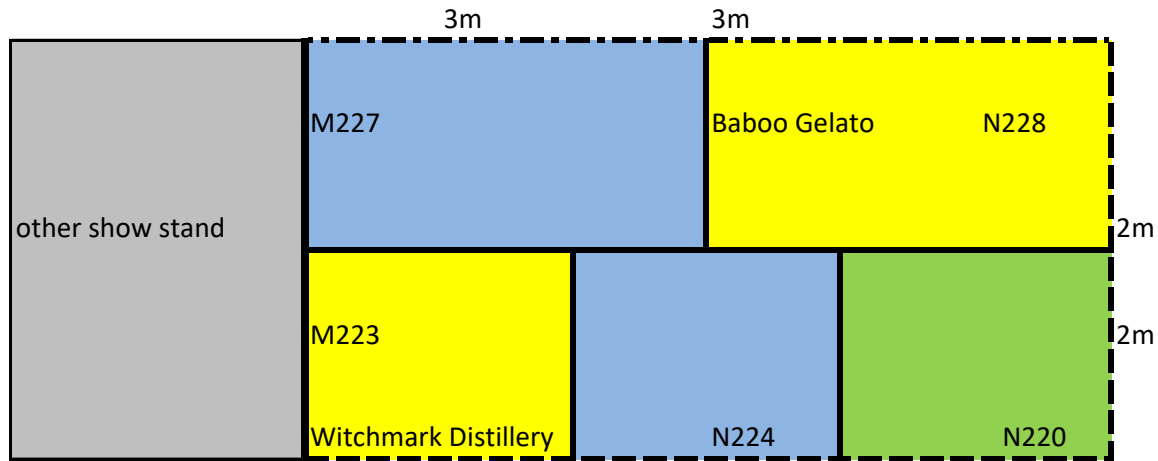 3m 3m
M227 Baboo Gelato N228
other show stand 2m
M223 2m
Witchmark Distillery N224 N220